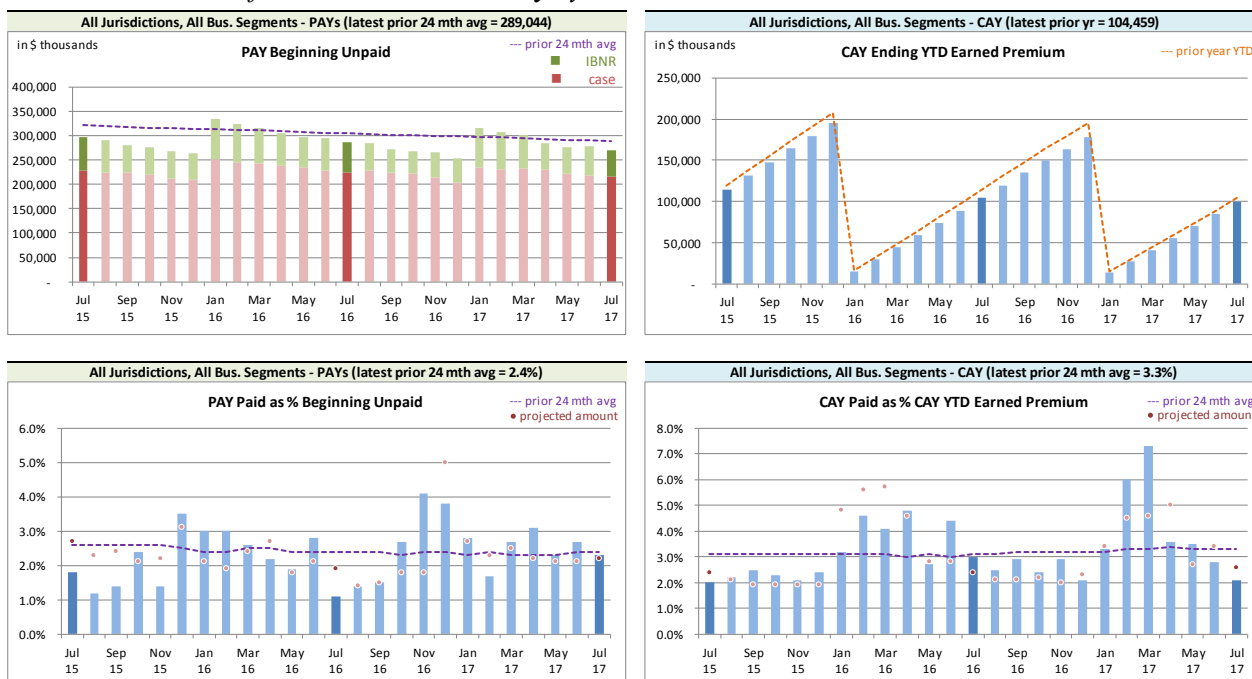 All Jurisdictions, All Bus. Segments - PAYs (latest prior 24 mth avg = 289,044)
in $ thousands
PAY Beginning Unpaid
--- prior 24 mth avg
IBNR
case
400,000
350,000
300,000
250,000
200,000
150,000
100,000
50,000
-
Jul Sep Nov Jan Mar May Jul Sep Nov Jan Mar May Jul
15 15 15 16 16 16 16 16 16 17 17 17 17
All Jurisdictions, All Bus. Segments - CAY (latest prior yr = 104,459)
in $ thousands
CAY Ending YTD Earned Premium
--- prior year YTD
250,000
200,000
150,000
100,000
50,000
-
Jul Sep Nov Jan Mar May Jul Sep Nov Jan Mar May Jul
15 15 15 16 16 16 16 16 16 17 17 17 17
All Jurisdictions, All Bus. Segments - PAYs (latest prior 24 mth avg = 2.4%)
PAY Paid as % Beginning Unpaid
--- prior 24 mth avg
projected amount
6.0%
5.0%
4.0%
3.0%
2.0%
1.0%
0.0%
Jul Sep Nov Jan Mar May Jul Sep Nov Jan Mar May Jul
15 15 15 16 16 16 16 16 16 17 17 17 17
All Jurisdictions, All Bus. Segments - CAY (latest prior 24 mth avg = 3.3%)
CAY Paid as % CAY YTD Earned Premium
--- prior 24 mth avg
projected amount
8.0%
7.0%
6.0%
5.0%
4.0%
3.0%
2.0%
1.0%
0.0%
Jul Sep Nov Jan Mar May Jul Sep Nov Jan Mar May Jul
15 15 15 16 16 16 16 16 16 17 17 17 17